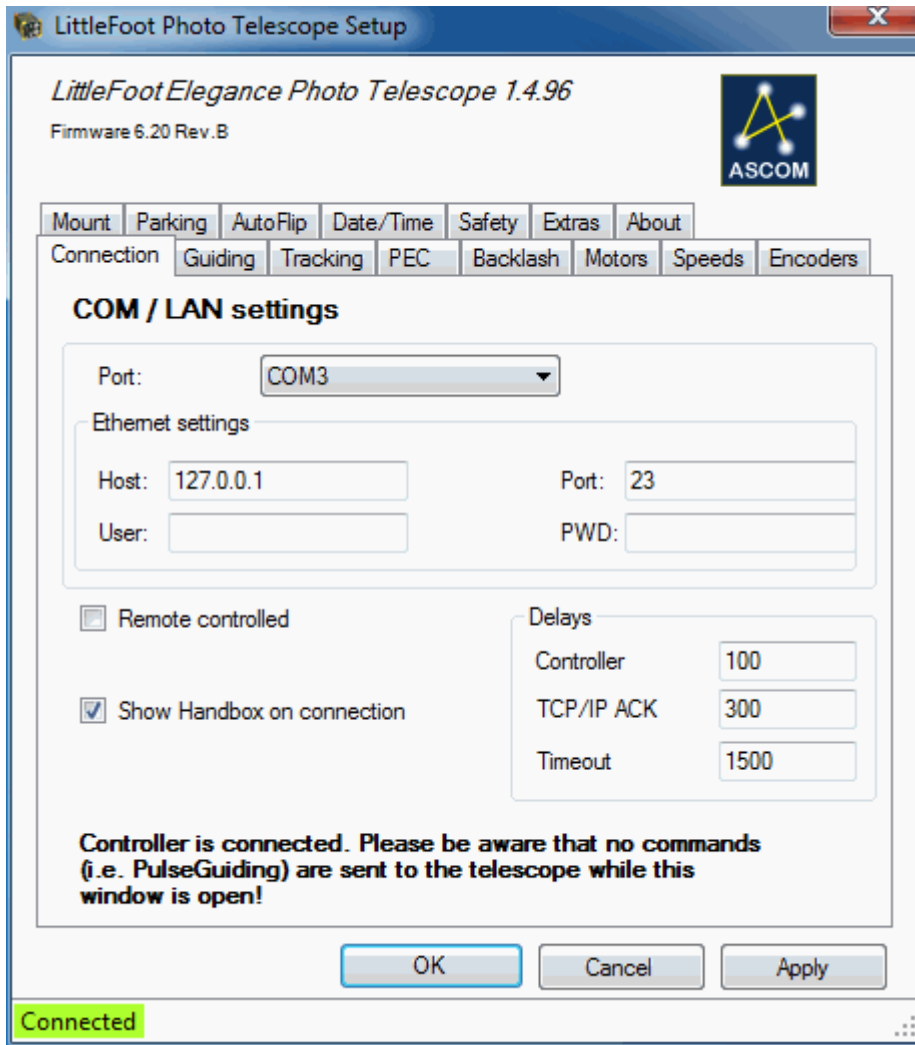 LittleFoot Photo Telescope Setup
LittleFoot Elegance Photo Telescope 1.4.96
Firmware 6.20 Rev.B
ASCOM
Mount Parking AutoFlip Date/Time Safety Extras About
Connection Guiding Tracking PEC Backlash Motors Speeds Encoders
COM / LAN settings
Port: COM3
Ethernet settings
Host: 127.0.0.1 Port: 23
User: PWD:
Remote controlled
Delays
Controller 100
Show Handbox on connection
TCP/IP ACK 300
Timeout 1500
Controller is connected. Please be aware that no commands
(i.e. PulseGuiding) are sent to the telescope while this
window is open!
OK Cancel Apply
Connected